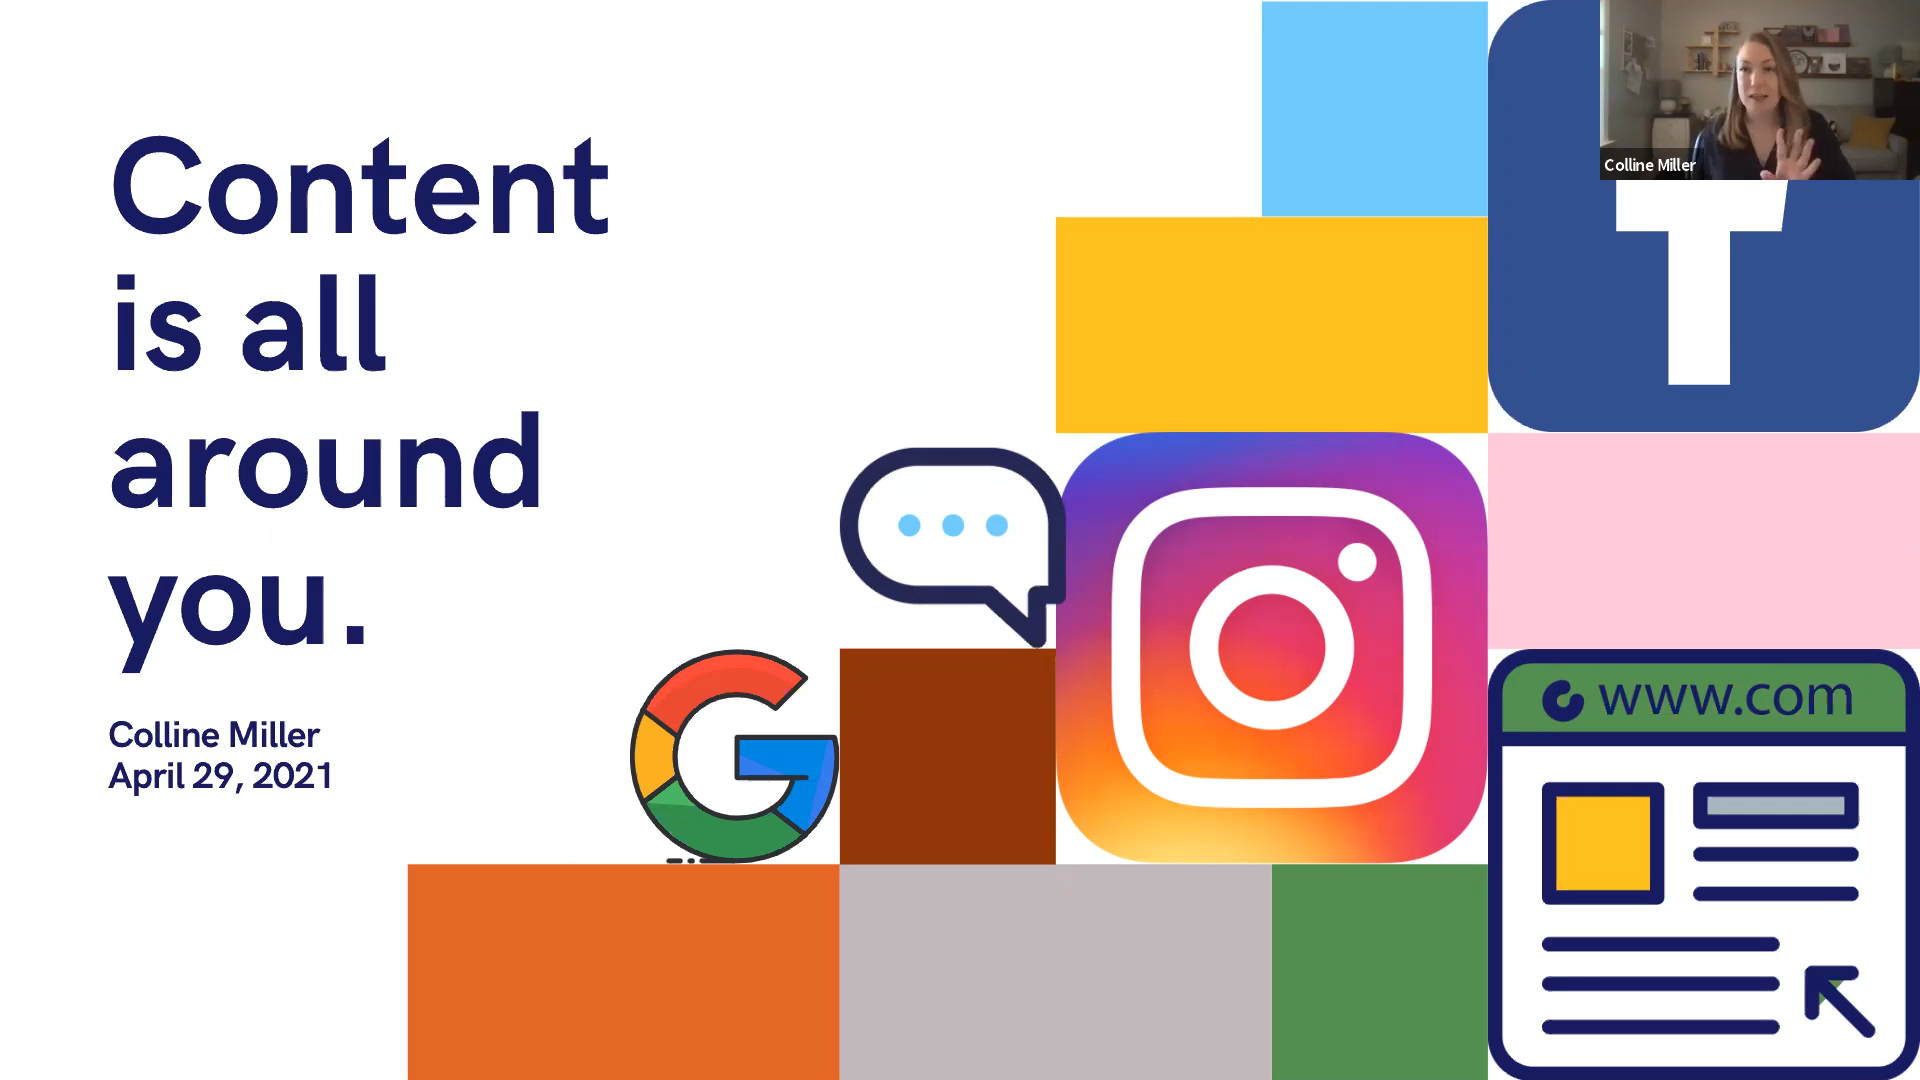 Content
is all
around
you.
Colline Miller
April 29, 2021
Colline Miller
www.com